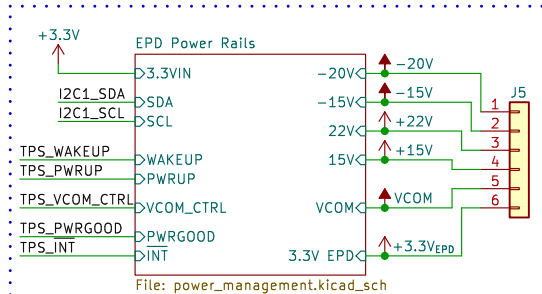 +3.3V
EPD Power Rails
3.3VIN
-20V
-20V
J5
I2C1_SDA
SDA
-15V
-15V
1
I2C1_SCL
SCL
22V
+22V
2
3
TPS_WAKEUP
WAKEUP
15V
+15V
4
TPS_PWRUP
PWRUP
5
TPS_VCOM_CTRL
VCOM_CTRL
VCOM
VCOM
6
TPS_PWRGOOD
PWRGOOD
TPS_INT
INT
3.3V EPD
+3.3VEPD
File: power_management.kicad_sch